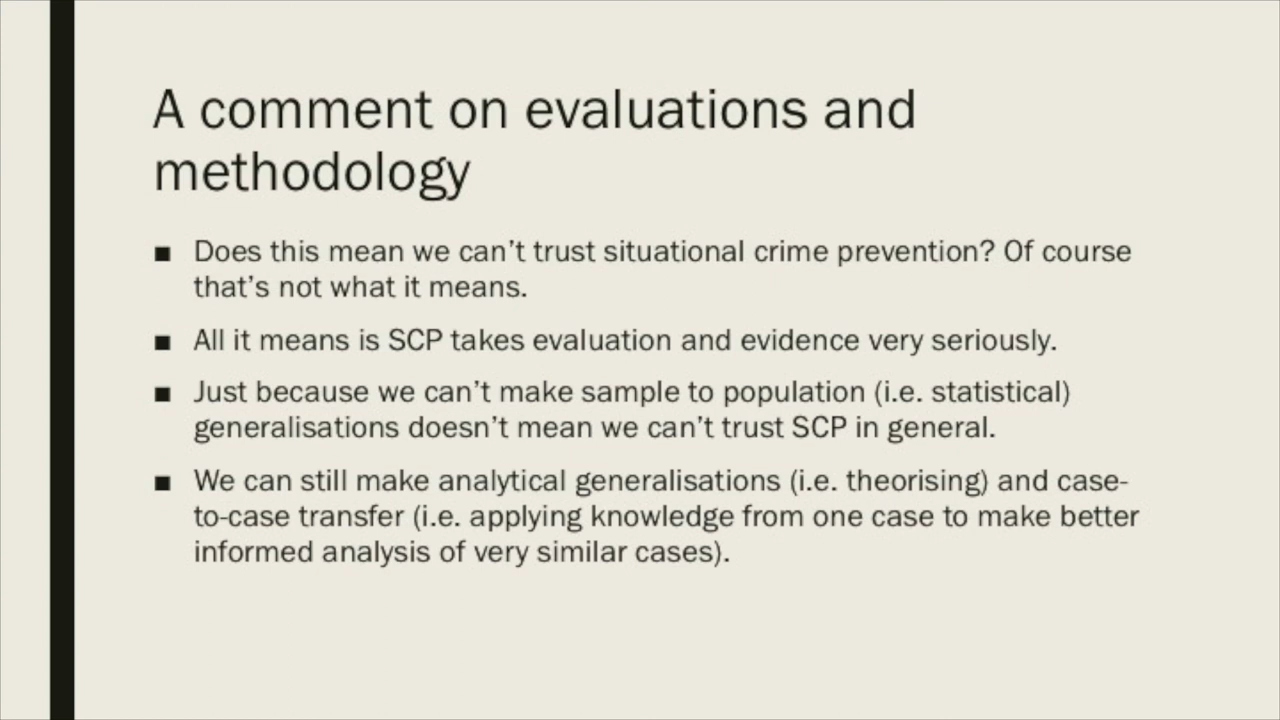 A comment on evaluations and
methodology
■ Does this mean we can’t trust situational crime prevention? Of course
that’s not what it means.
■ All it means is SCP takes evaluation and evidence very seriously.
■ Just because we can’t make sample to population (i.e. statistical)
generalisations doesn’t mean we can’t trust SCP in general.
■ We can still make analytical generalisations (i.e. theorising) and case-
to-case transfer (i.e. applying knowledge from one case to make better
informed analysis of very similar cases).